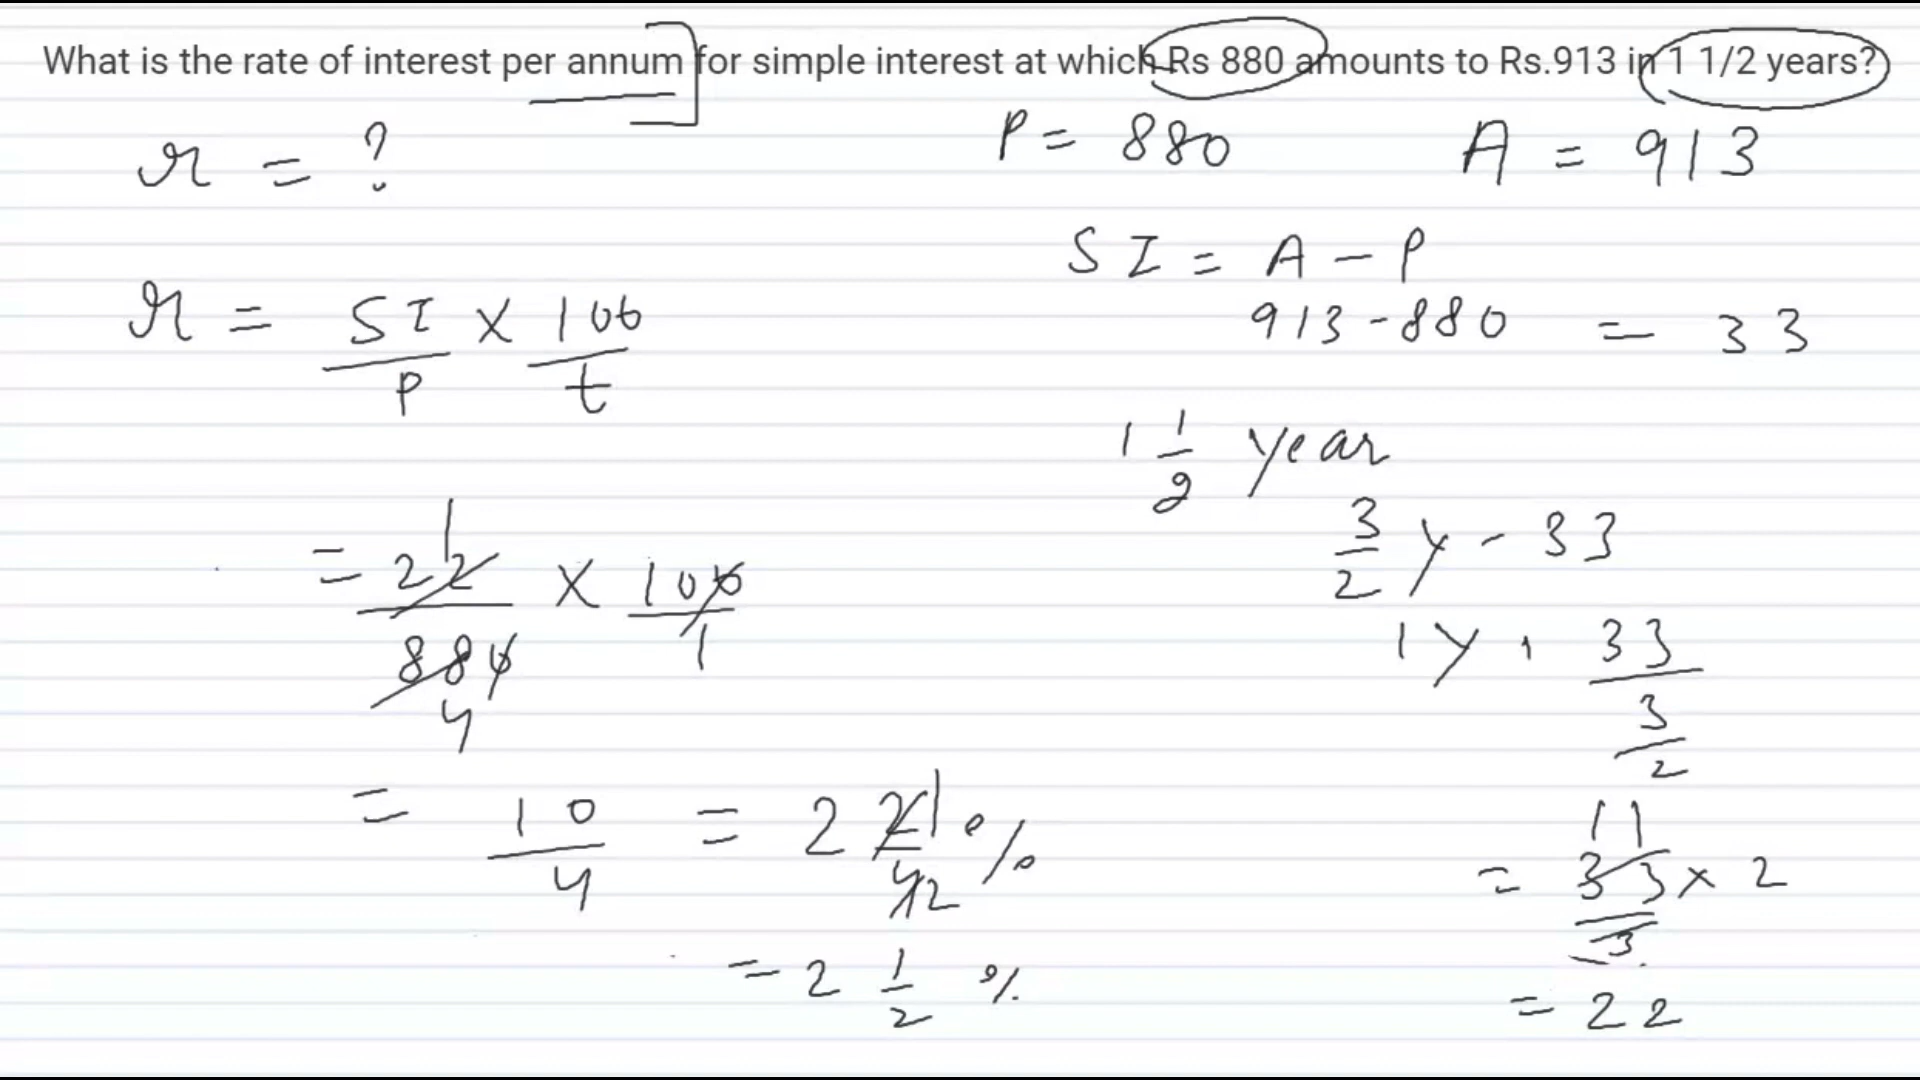 What is the rate of interest per annum for simple interest at which Rs 880 amounts to Rs.913 in 1 1/2 years?
r = ?
P = 880 A = 913
SI = A - P
r = SI/P × 100/t
913 - 880 = 33
1 1/2 year
3/2 y - 33
= 22/880 × 100/1
1
4
1 y , 33/(3/2)
= 10/4 = 2 2/4 %
1
2
= 33/3 × 2
11
= 2 1/2 %
= 22